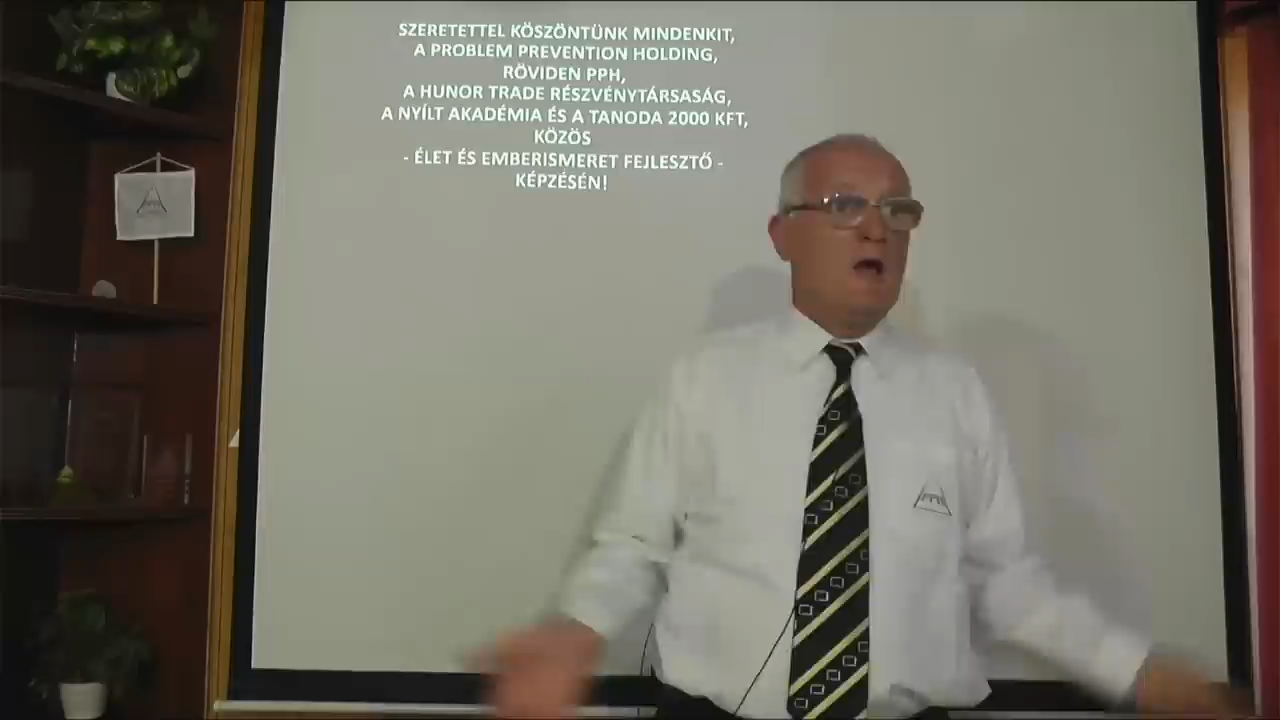 SZERETETTEL KÖSZÖNTÜNK MINDENKIT,
A PROBLEM PREVENTION HOLDING,
RÖVIDEN PPH,
A HUNOR TRADE RÉSZVÉNYTÁRSASÁG,
A NYÍLT AKADÉMIA ÉS A TANODA 2000 KFT,
KÖZÖS
- ÉLET ÉS EMBERISMERET FEJLESZTŐ -
KÉPZÉSÉN!